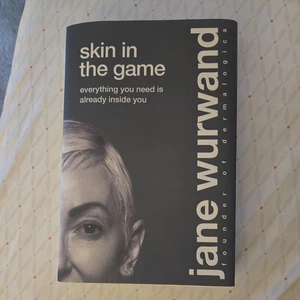 skin in
the game
everything you need is
already inside you
jane wurwand
founder of dermalogica